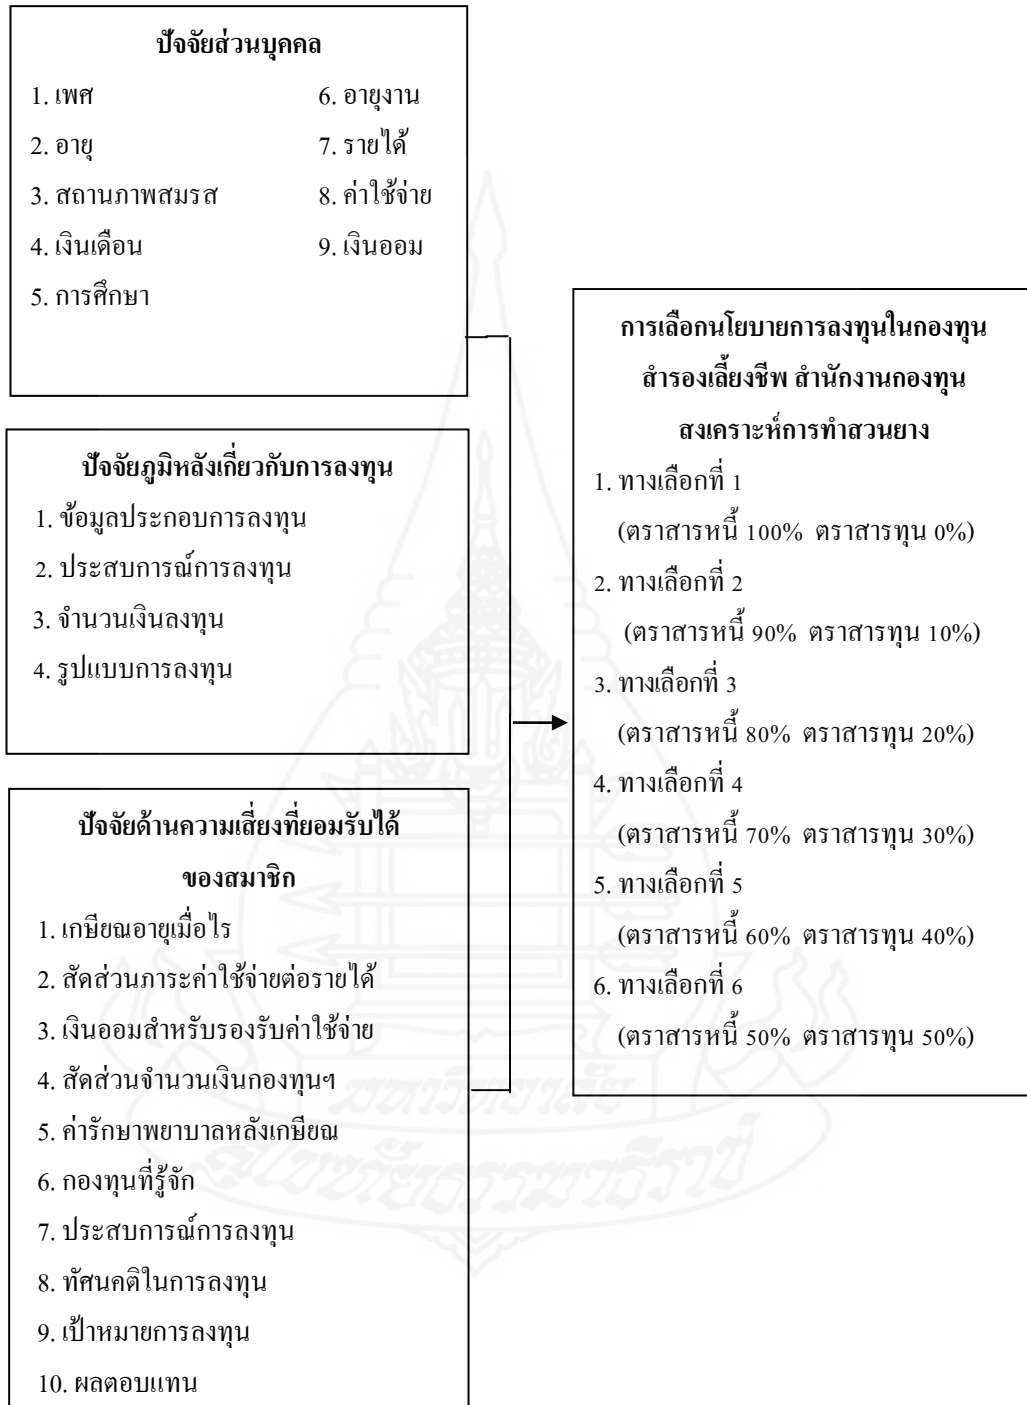 ปัจจัยส่วนบุคคล
1. เพศ
2. อายุ
3. สถานภาพสมรส
4. เงินเดือน
5. การศึกษา
6. อายุงาน
7. รายได้
8. ค่าใช้จ่าย
9. เงินออม
ปัจจัยภูมิหลังเกี่ยวกับการลงทุน
1. ข้อมูลประกอบการลงทุน
2. ประสบการณ์การลงทุน
3. จำนวนเงินลงทุน
4. รูปแบบการลงทุน
ปัจจัยด้านความเสี่ยงที่ยอมรับได้
ของสมาชิก
1. เกษียณอายุเมื่อไร
2. สัดส่วนภาระค่าใช้จ่ายต่อรายได้
3. เงินออมสำหรับรองรับค่าใช้จ่าย
4. สัดส่วนจำนวนเงินกองทุนฯ
5. ค่ารักษาพยาบาลหลังเกษียณ
6. กองทุนที่รู้จัก
7. ประสบการณ์การลงทุน
8. ทัศนคติในการลงทุน
9. เป้าหมายการลงทุน
10. ผลตอบแทน
การเลือกนโยบายการลงทุนในกองทุน
สำรองเลี้ยงชีพ สำนักงานกองทุน
สงเคราะห์การทำสวนยาง
1. ทางเลือกที่ 1
(ตราสารหนี้ 100% ตราสารทุน 0%)
2. ทางเลือกที่ 2
(ตราสารหนี้ 90% ตราสารทุน 10%)
3. ทางเลือกที่ 3
(ตราสารหนี้ 80% ตราสารทุน 20%)
4. ทางเลือกที่ 4
(ตราสารหนี้ 70% ตราสารทุน 30%)
5. ทางเลือกที่ 5
(ตราสารหนี้ 60% ตราสารทุน 40%)
6. ทางเลือกที่ 6
(ตราสารหนี้ 50% ตราสารทุน 50%)
มหาวิทยาลัย
สุโขทัยธรรมาธิราช